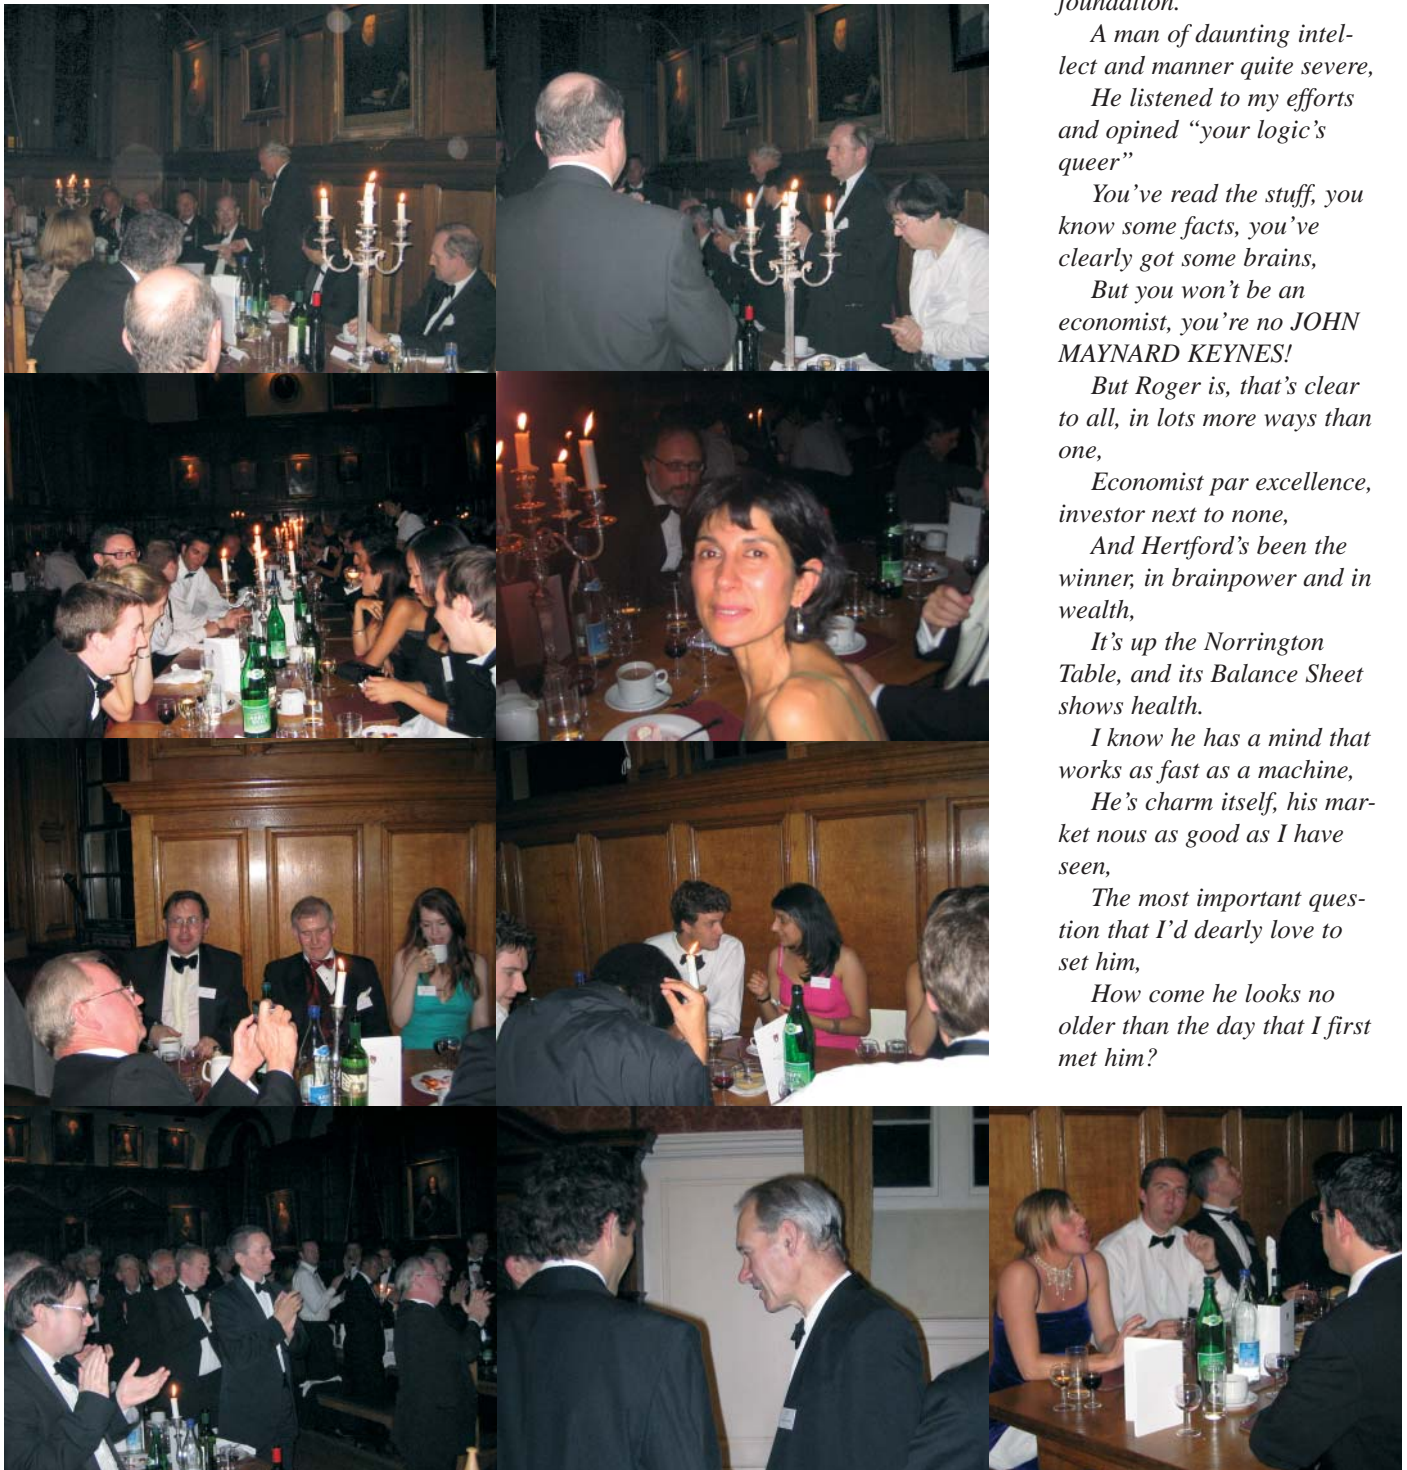 foundation.
A man of daunting intel-
lect and manner quite severe,
He listened to my efforts
and opined “your logic’s
queer”
You’ve read the stuff, you
know some facts, you’ve
clearly got some brains,
But you won’t be an
economist, you’re no JOHN
MAYNARD KEYNES!
But Roger is, that’s clear
to all, in lots more ways than
one,
Economist par excellence,
investor next to none,
And Hertford’s been the
winner, in brainpower and in
wealth,
It’s up the Norrington
Table, and its Balance Sheet
shows health.
I know he has a mind that
works as fast as a machine,
He’s charm itself, his mar-
ket nous as good as I have
seen,
The most important ques-
tion that I’d dearly love to
set him,
How come he looks no
older than the day that I first
met him?